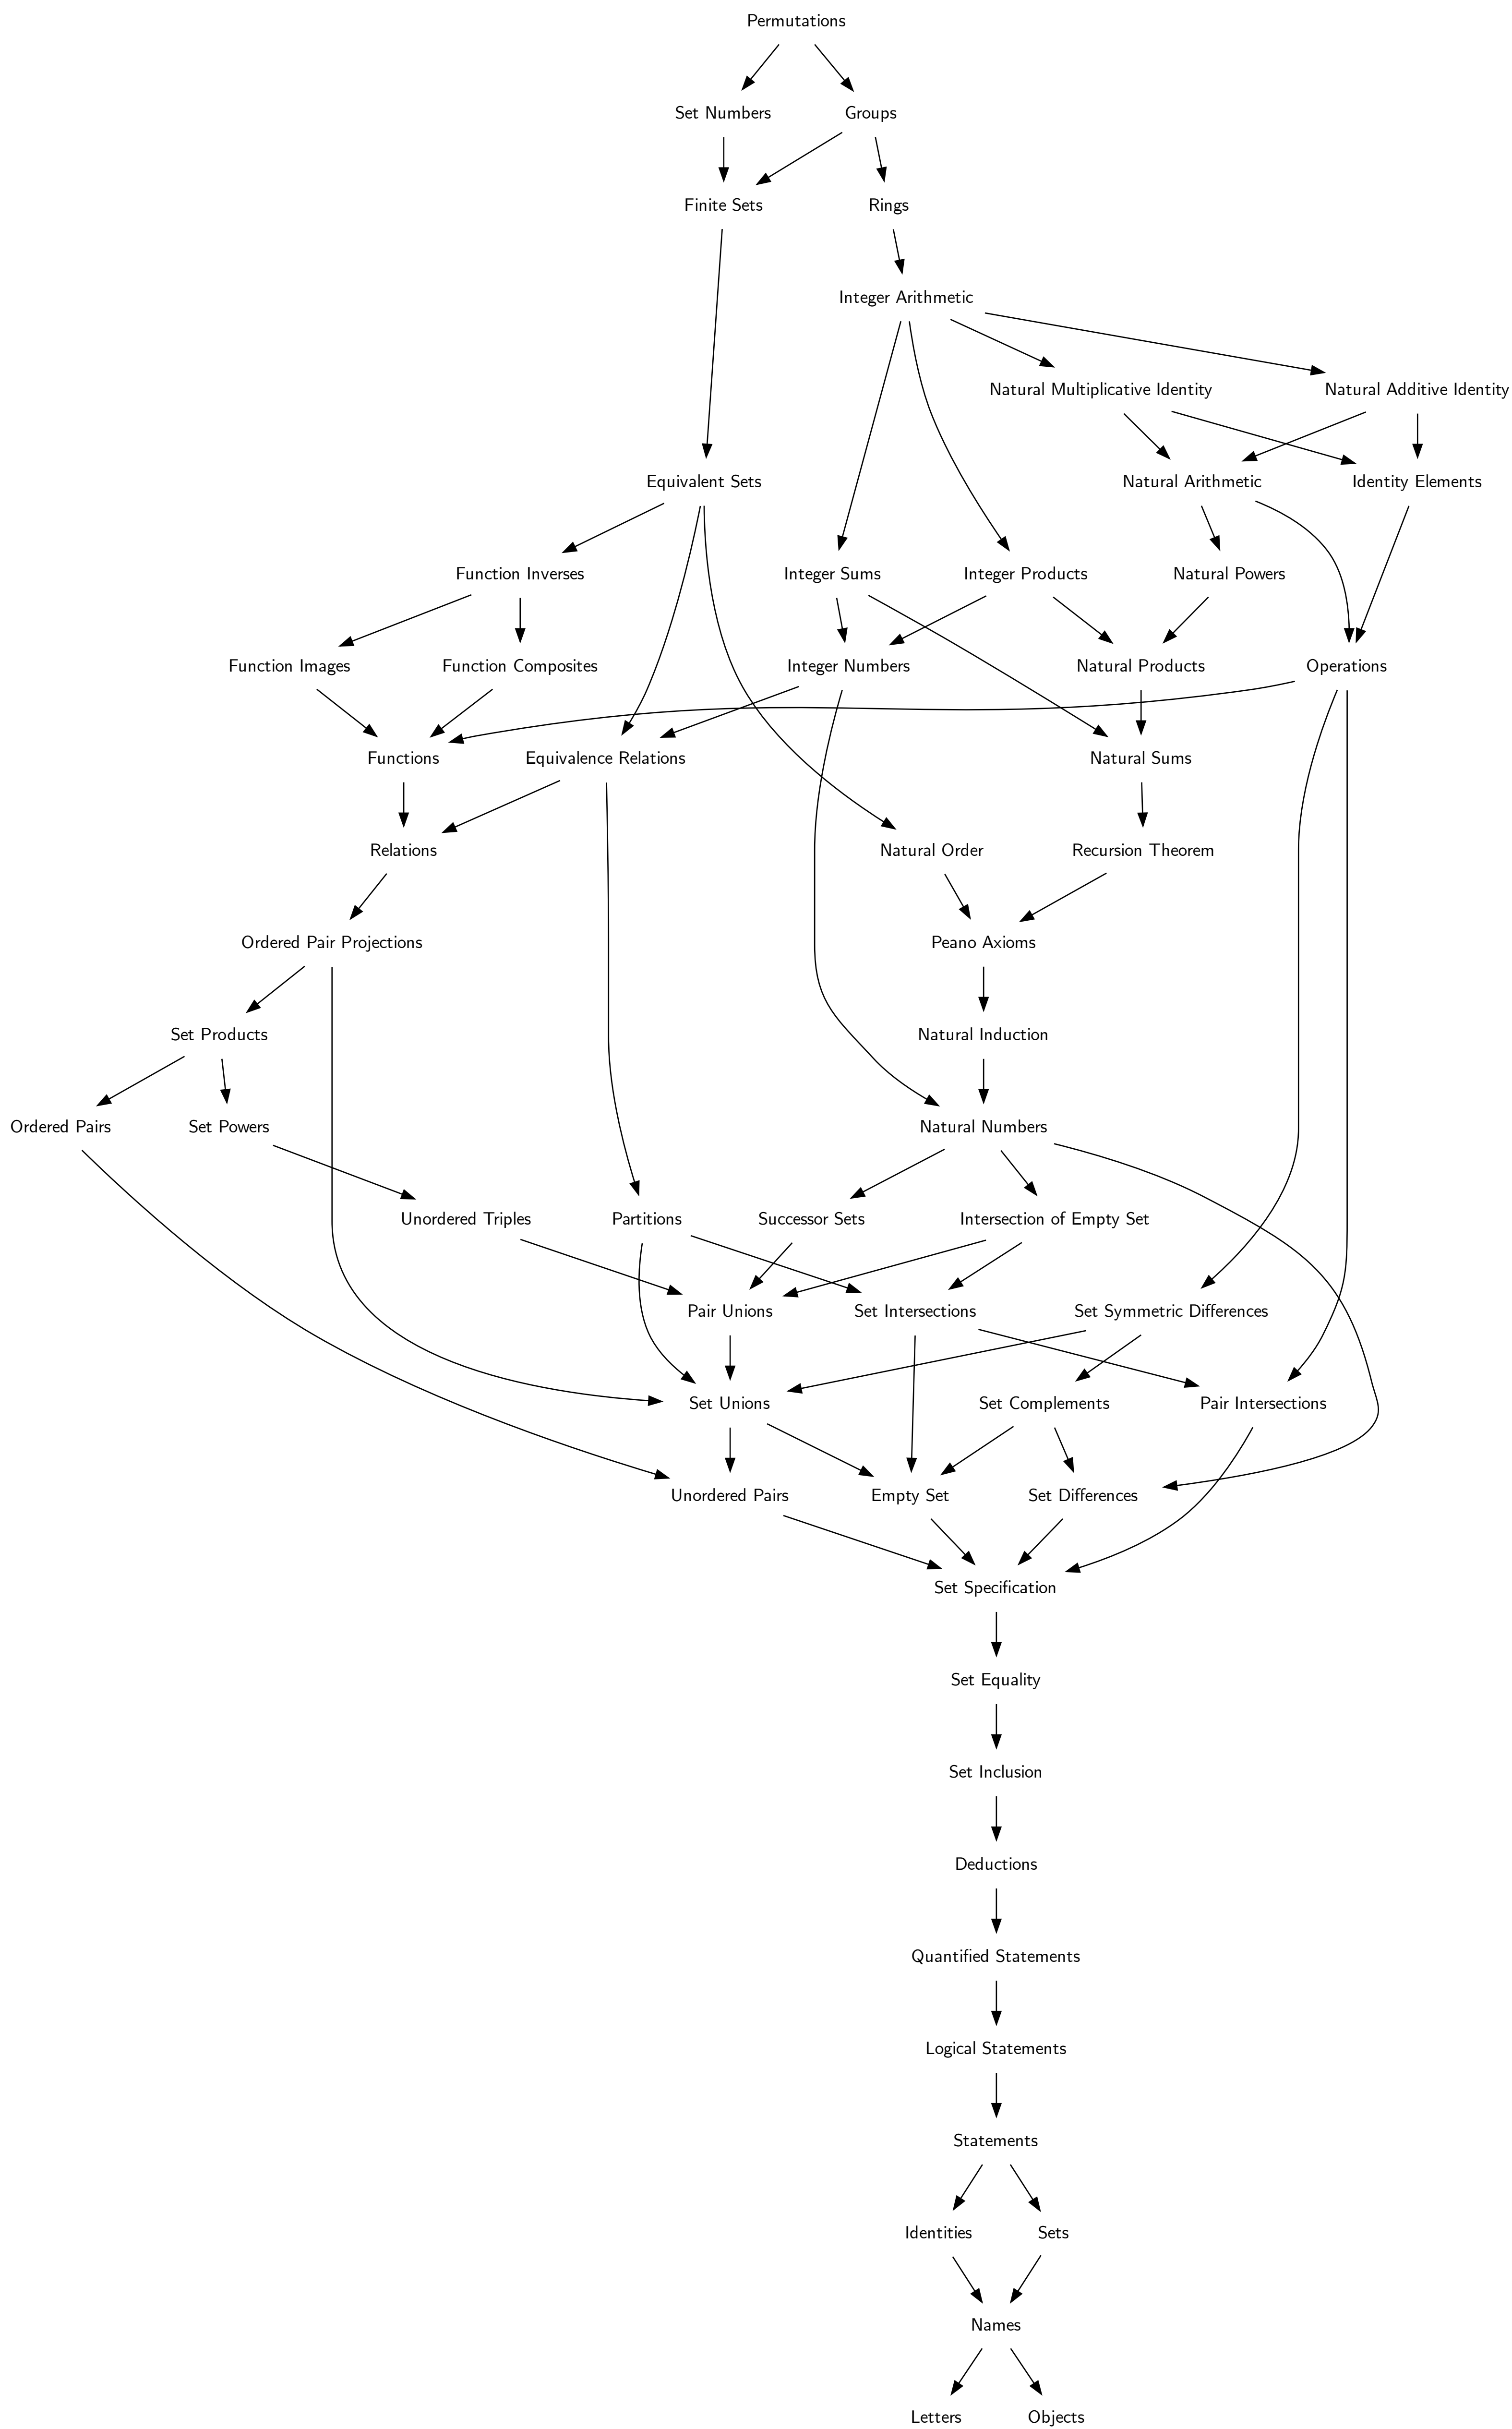 Permutations
Set Numbers
Groups
Finite Sets
Rings
Integer Arithmetic
Natural Multiplicative Identity
Natural Additive Identity
Equivalent Sets
Natural Arithmetic
Identity Elements
Function Inverses
Integer Sums
Integer Products
Natural Powers
Function Images
Function Composites
Integer Numbers
Natural Products
Operations
Functions
Equivalence Relations
Natural Sums
Relations
Natural Order
Recursion Theorem
Ordered Pair Projections
Peano Axioms
Set Products
Natural Induction
Ordered Pairs
Set Powers
Natural Numbers
Unordered Triples
Partitions
Successor Sets
Intersection of Empty Set
Pair Unions
Set Intersections
Set Symmetric Differences
Set Unions
Set Complements
Pair Intersections
Unordered Pairs
Empty Set
Set Differences
Set Specification
Set Equality
Set Inclusion
Deductions
Quantified Statements
Logical Statements
Statements
Identities
Sets
Names
Letters
Objects